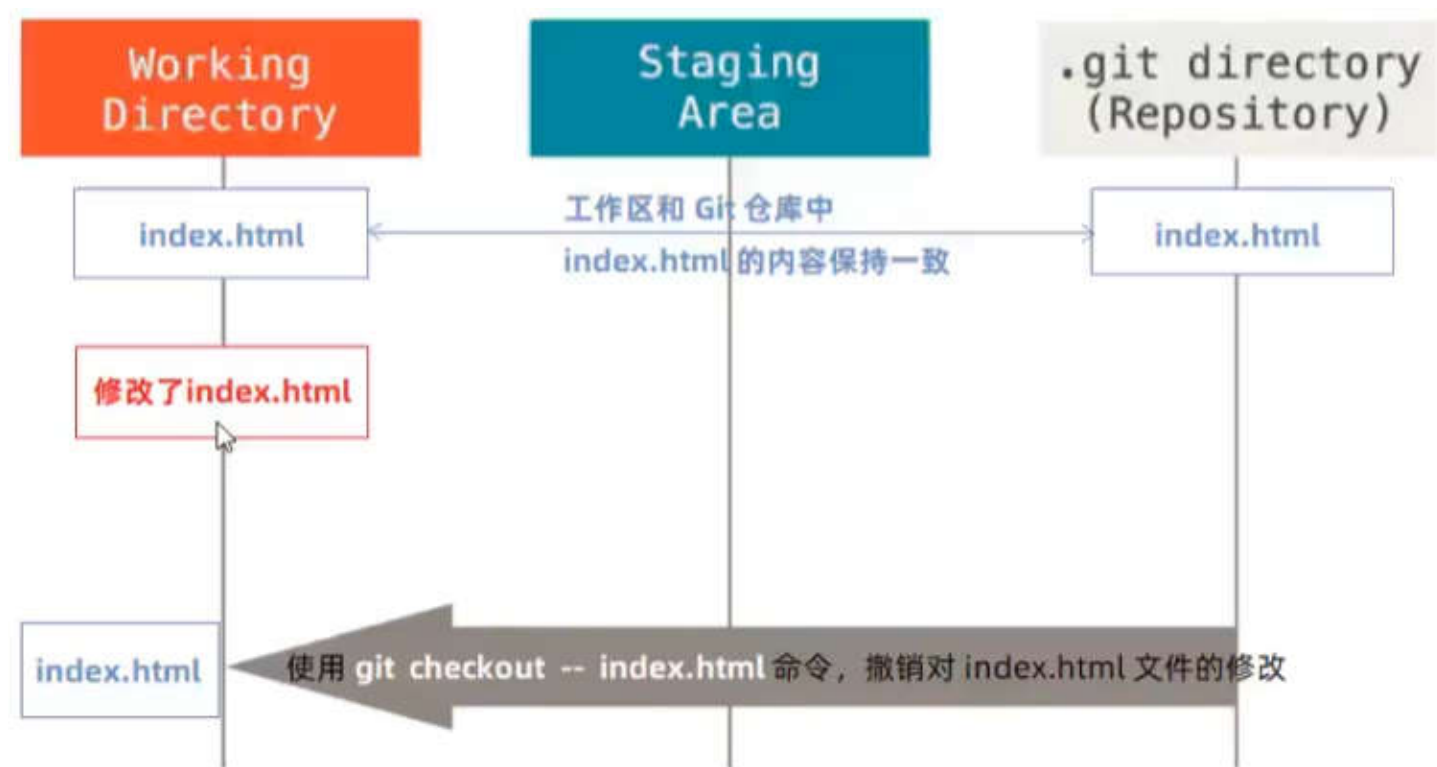 Working
Directory
Staging
Area
.git directory
(Repository)
index.html
工作区和 Git 仓库中
index.html 的内容保持一致
index.html
修改了index.html
index.html
使用 git checkout -- index.html 命令，撤销对 index.html 文件的修改